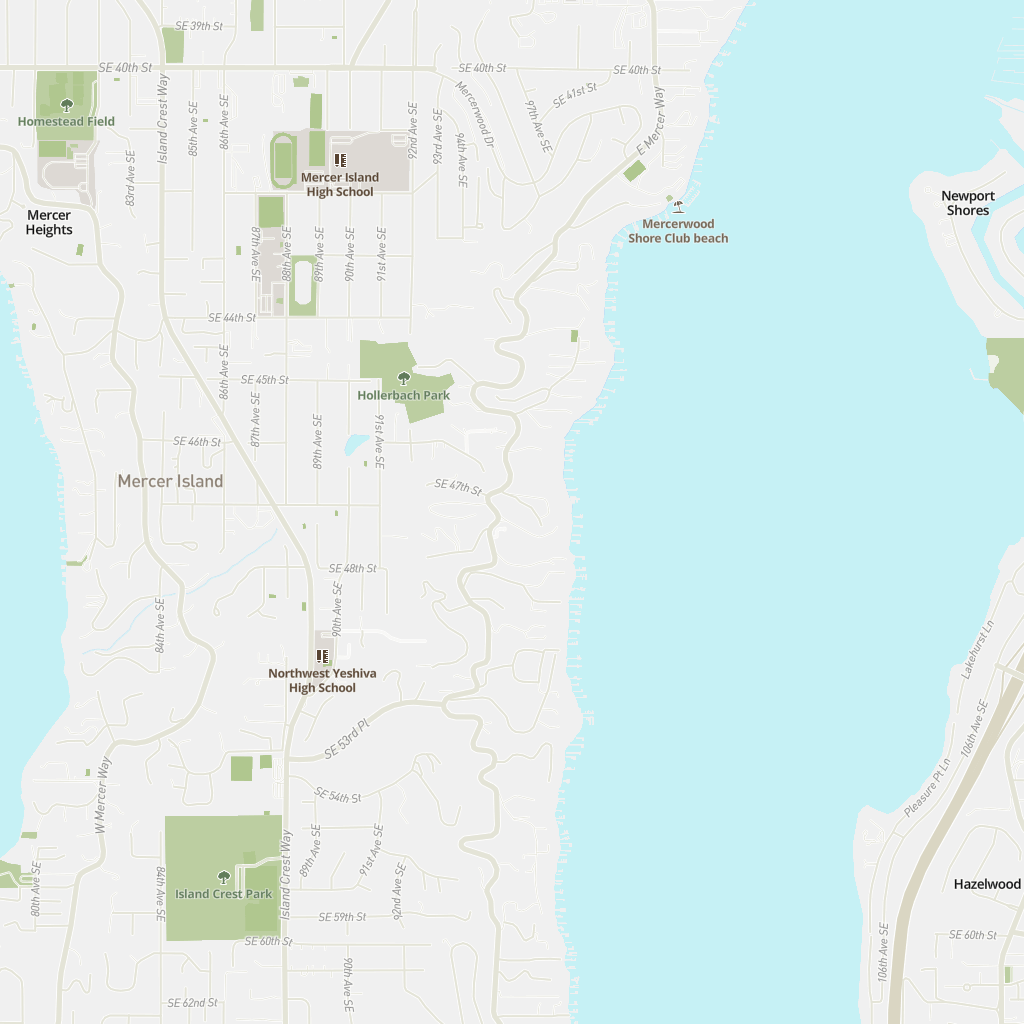 SE 39th St
SE 40th St
SE 40th St
SE 40th St
Island Crest Way
85th Ave SE
86th Ave SE
83rd Ave SE
Homestead Field
92nd Ave SE
93rd Ave SE
94th Ave SE
Mercerwood Dr
97th Ave SE
SE 41st St
E Mercer Way
Mercer Island
High School
Mercer
Heights
Newport
Shores
Mercerwood
Shore Club beach
87th Ave SE
88th Ave SE
89th Ave SE
90th Ave SE
91st Ave SE
SE 44th St
86th Ave SE
SE 45th St
87th Ave SE
Hollerbach Park
89th Ave SE
91st Ave SE
SE 46th St
Mercer Island
SE 47th St
SE 48th St
84th Ave SE
90th Ave SE
Northwest Yeshiva
High School
Lakehurst Ln
106th Ave SE
SE 53rd Pl
W Mercer Way
Pleasure Pt Ln
SE 54th St
Island Crest Way
89th Ave SE
91st Ave SE
92nd Ave SE
80th Ave SE
84th Ave SE
Island Crest Park
Hazelwood
SE 59th St
SE 60th St
SE 60th St
106th Ave SE
90th Ave SE
SE 62nd St